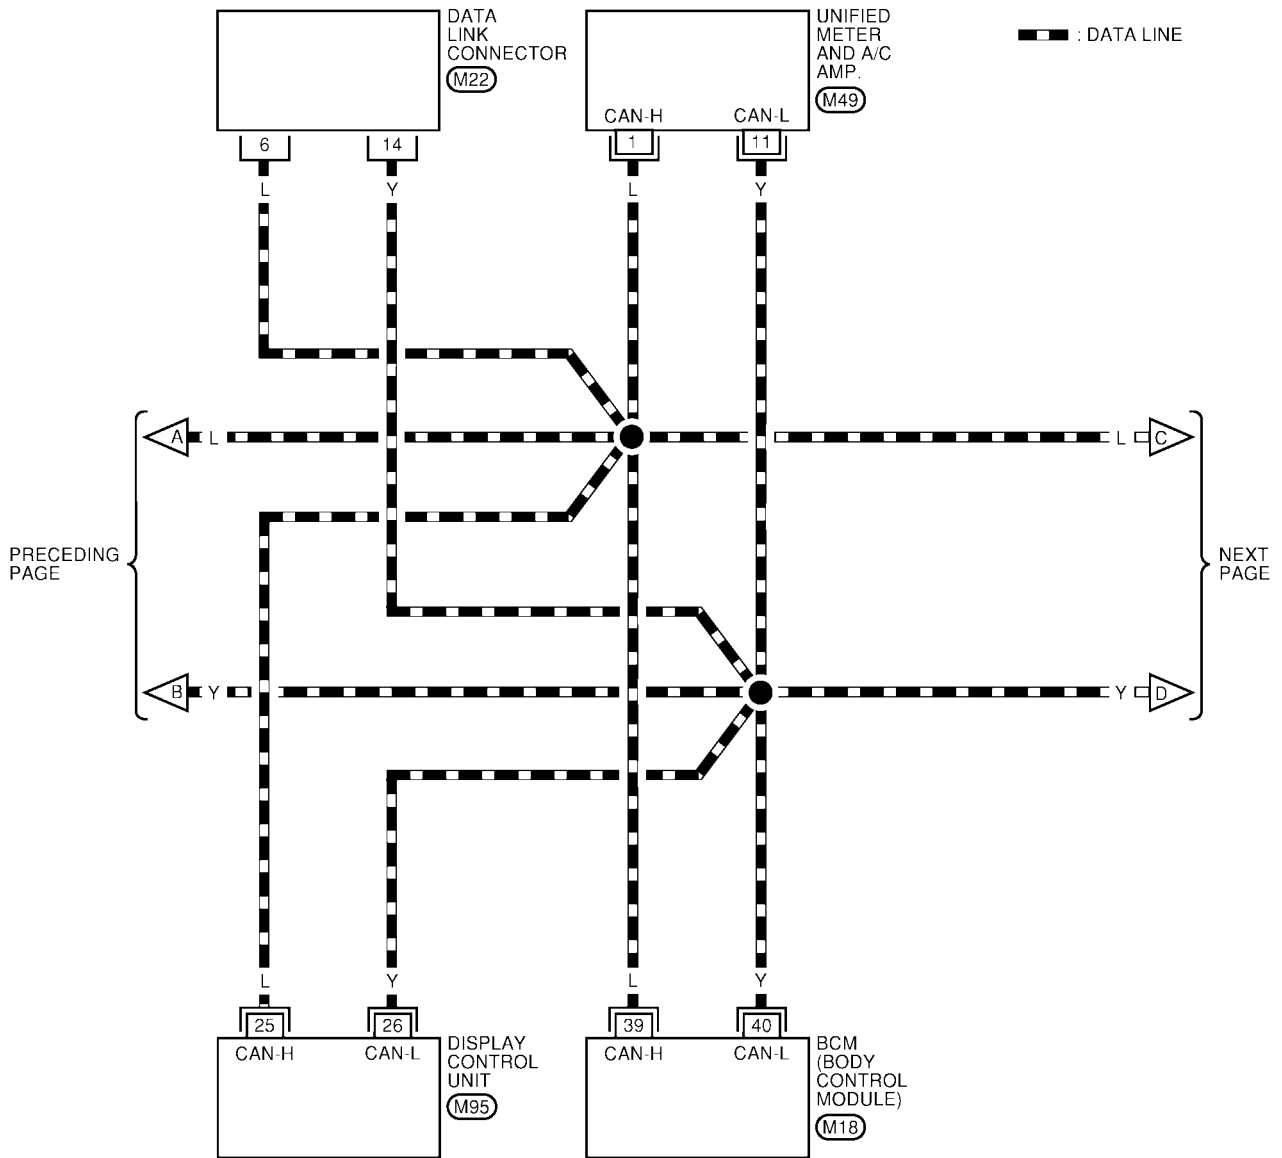 DATA
LINK
CONNECTOR
M22
UNIFIED
METER
AND A/C
AMP.
M49
: DATA LINE
CAN-H CAN-L
6 14 1 11
L Y L Y
A L L C
PRECEDING
PAGE
NEXT
PAGE
B Y Y D
L Y L Y
25 26 39 40
CAN-H CAN-L CAN-H CAN-L
DISPLAY
CONTROL
UNIT
M95
BCM
(BODY
CONTROL
MODULE)
M18